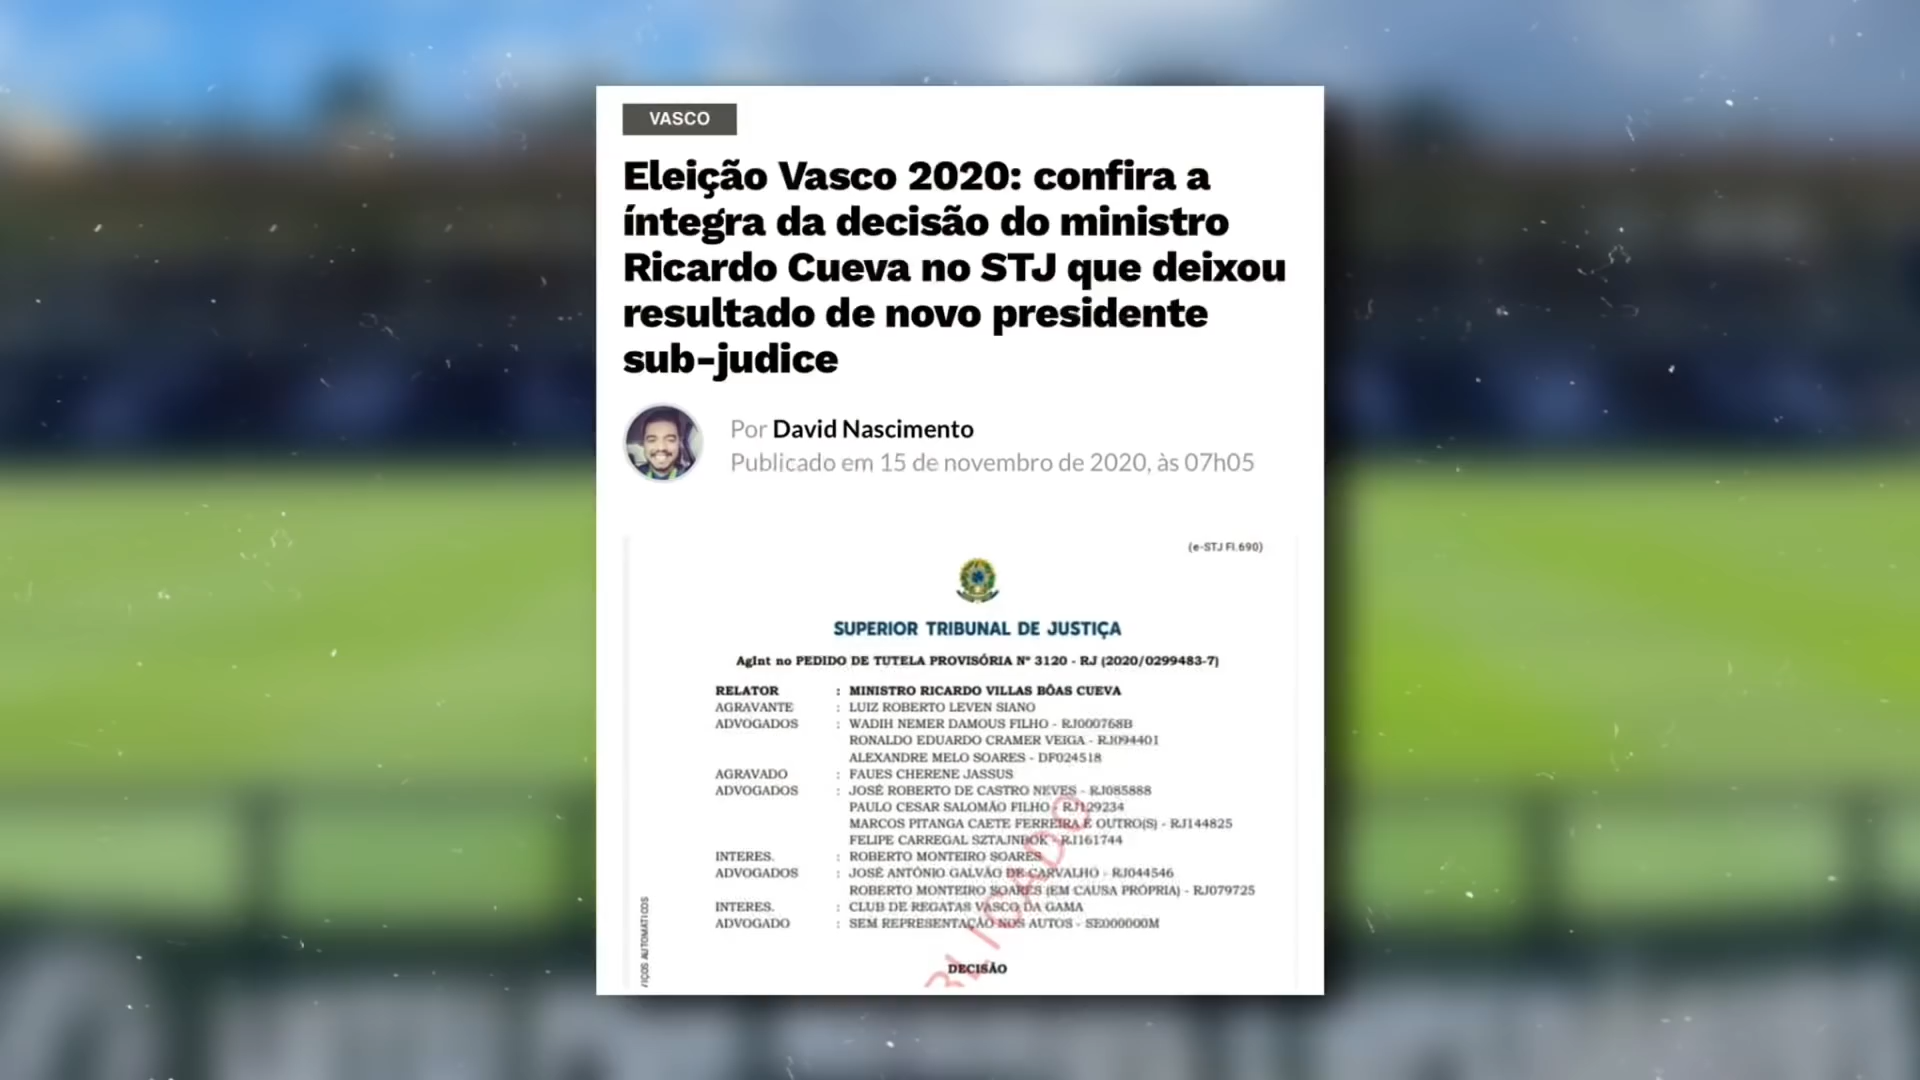 VASCO
Eleição Vasco 2020: confira a
íntegra da decisão do ministro
Ricardo Cueva no STJ que deixou
resultado de novo presidente
sub-judice
Por David Nascimento
Publicado em 15 de novembro de 2020, às 07h05
(e-STJ Fl.690)
SUPERIOR TRIBUNAL DE JUSTIÇA
AgInt no PEDIDO DE TUTELA PROVISÓRIA Nº 3120 - RJ (2020/0299483-7)
RELATOR : MINISTRO RICARDO VILLAS BÔAS CUEVA
AGRAVANTE : LUIZ ROBERTO LEVEN SIANO
ADVOGADOS : WADIH NEMER DAMOUS FILHO - RJ000768B
RONALDO EDUARDO CRAMER VEIGA - RJ094401
ALEXANDRE MELO SOARES - DF024518
AGRAVADO : FAUES CHERENE JASSUS
ADVOGADOS : JOSÉ ROBERTO DE CASTRO NEVES - RJ085888
PAULO CESAR SALOMÃO FILHO - RJ129234
MARCOS PITANGA CAETE FERREIRA E OUTRO(S) - RJ144825
FELIPE CARREGAL SZTAJNBOK - RJ161744
INTERES. : ROBERTO MONTEIRO SOARES
ADVOGADOS : JOSÉ ANTÔNIO GALVÃO DE CARVALHO - RJ044546
ROBERTO MONTEIRO SOARES (EM CAUSA PRÓPRIA) - RJ079725
INTERES. : CLUB DE REGATAS VASCO DA GAMA
ADVOGADO : SEM REPRESENTAÇÃO NOS AUTOS - SE000000M
DECISÃO
AUTOMÁTICOS